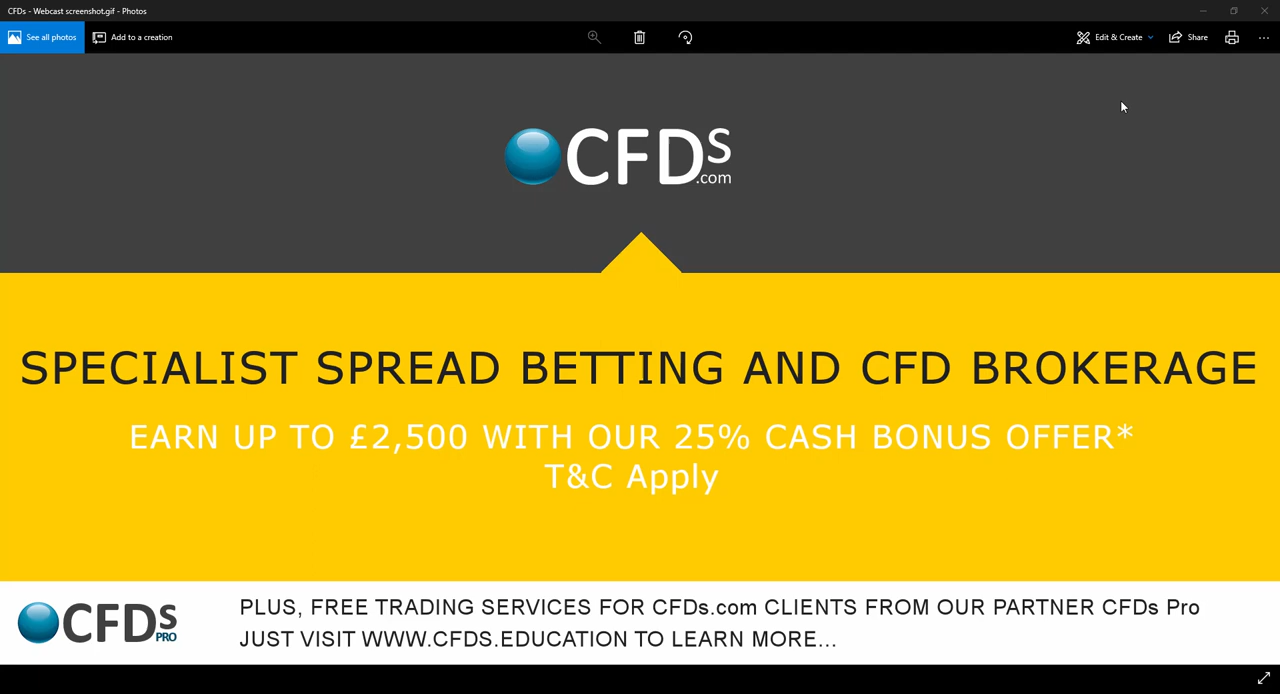 CFDs - Webcast screenshot.gif - Photos
See all photos
Add to a creation
Edit & Create
Share
CFDs
.com
SPECIALIST SPREAD BETTING AND CFD BROKERAGE
EARN UP TO £2,500 WITH OUR 25% CASH BONUS OFFER*
T&C Apply
CFDs
PRO
PLUS, FREE TRADING SERVICES FOR CFDs.com CLIENTS FROM OUR PARTNER CFDs Pro
JUST VISIT WWW.CFDS.EDUCATION TO LEARN MORE...